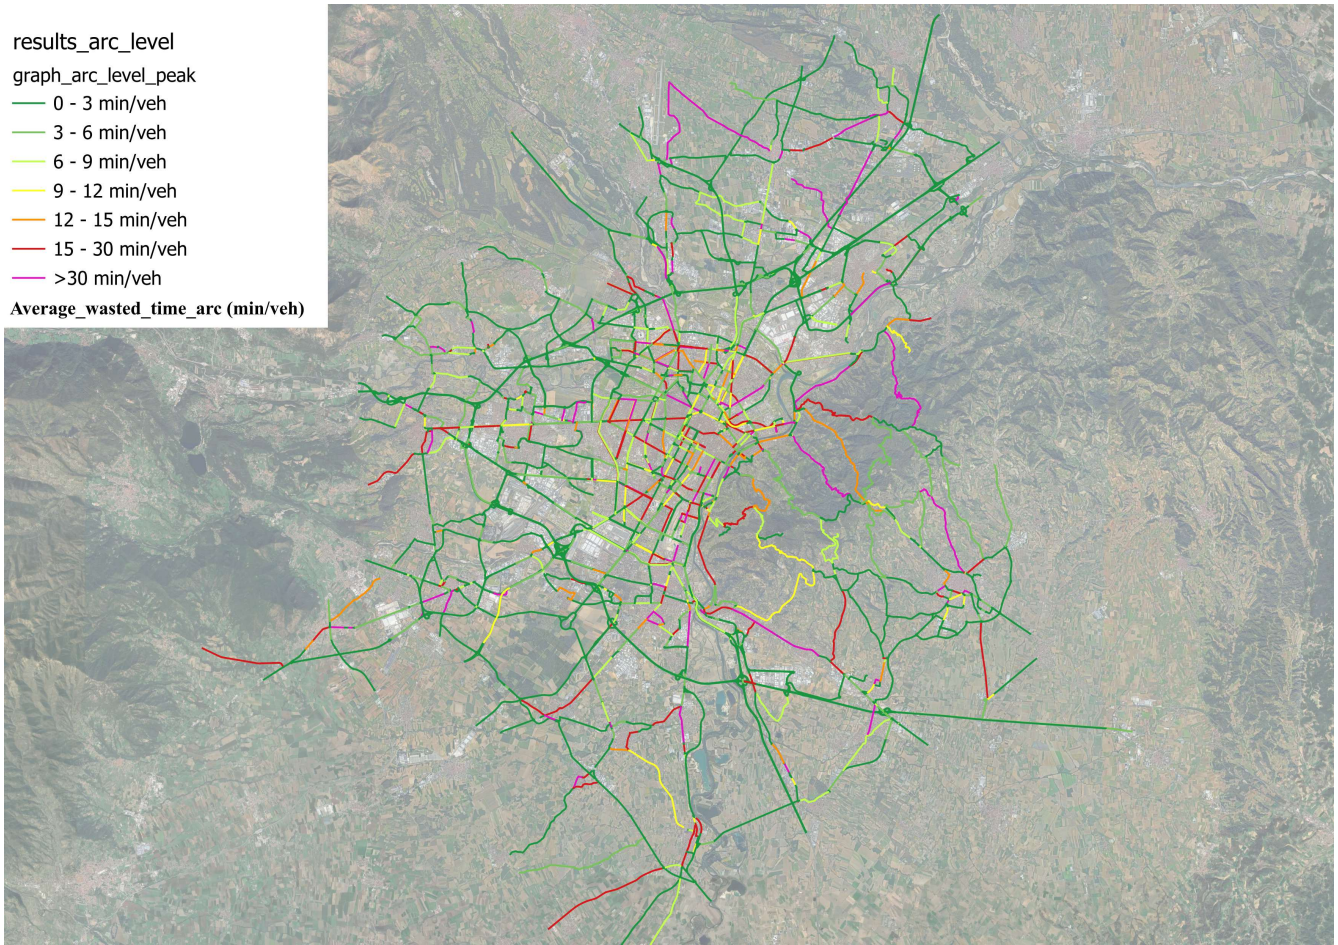 results_arc_level
graph_arc_level_peak
0 - 3 min/veh
3 - 6 min/veh
6 - 9 min/veh
9 - 12 min/veh
12 - 15 min/veh
15 - 30 min/veh
>30 min/veh
Average_wasted_time_arc (min/veh)